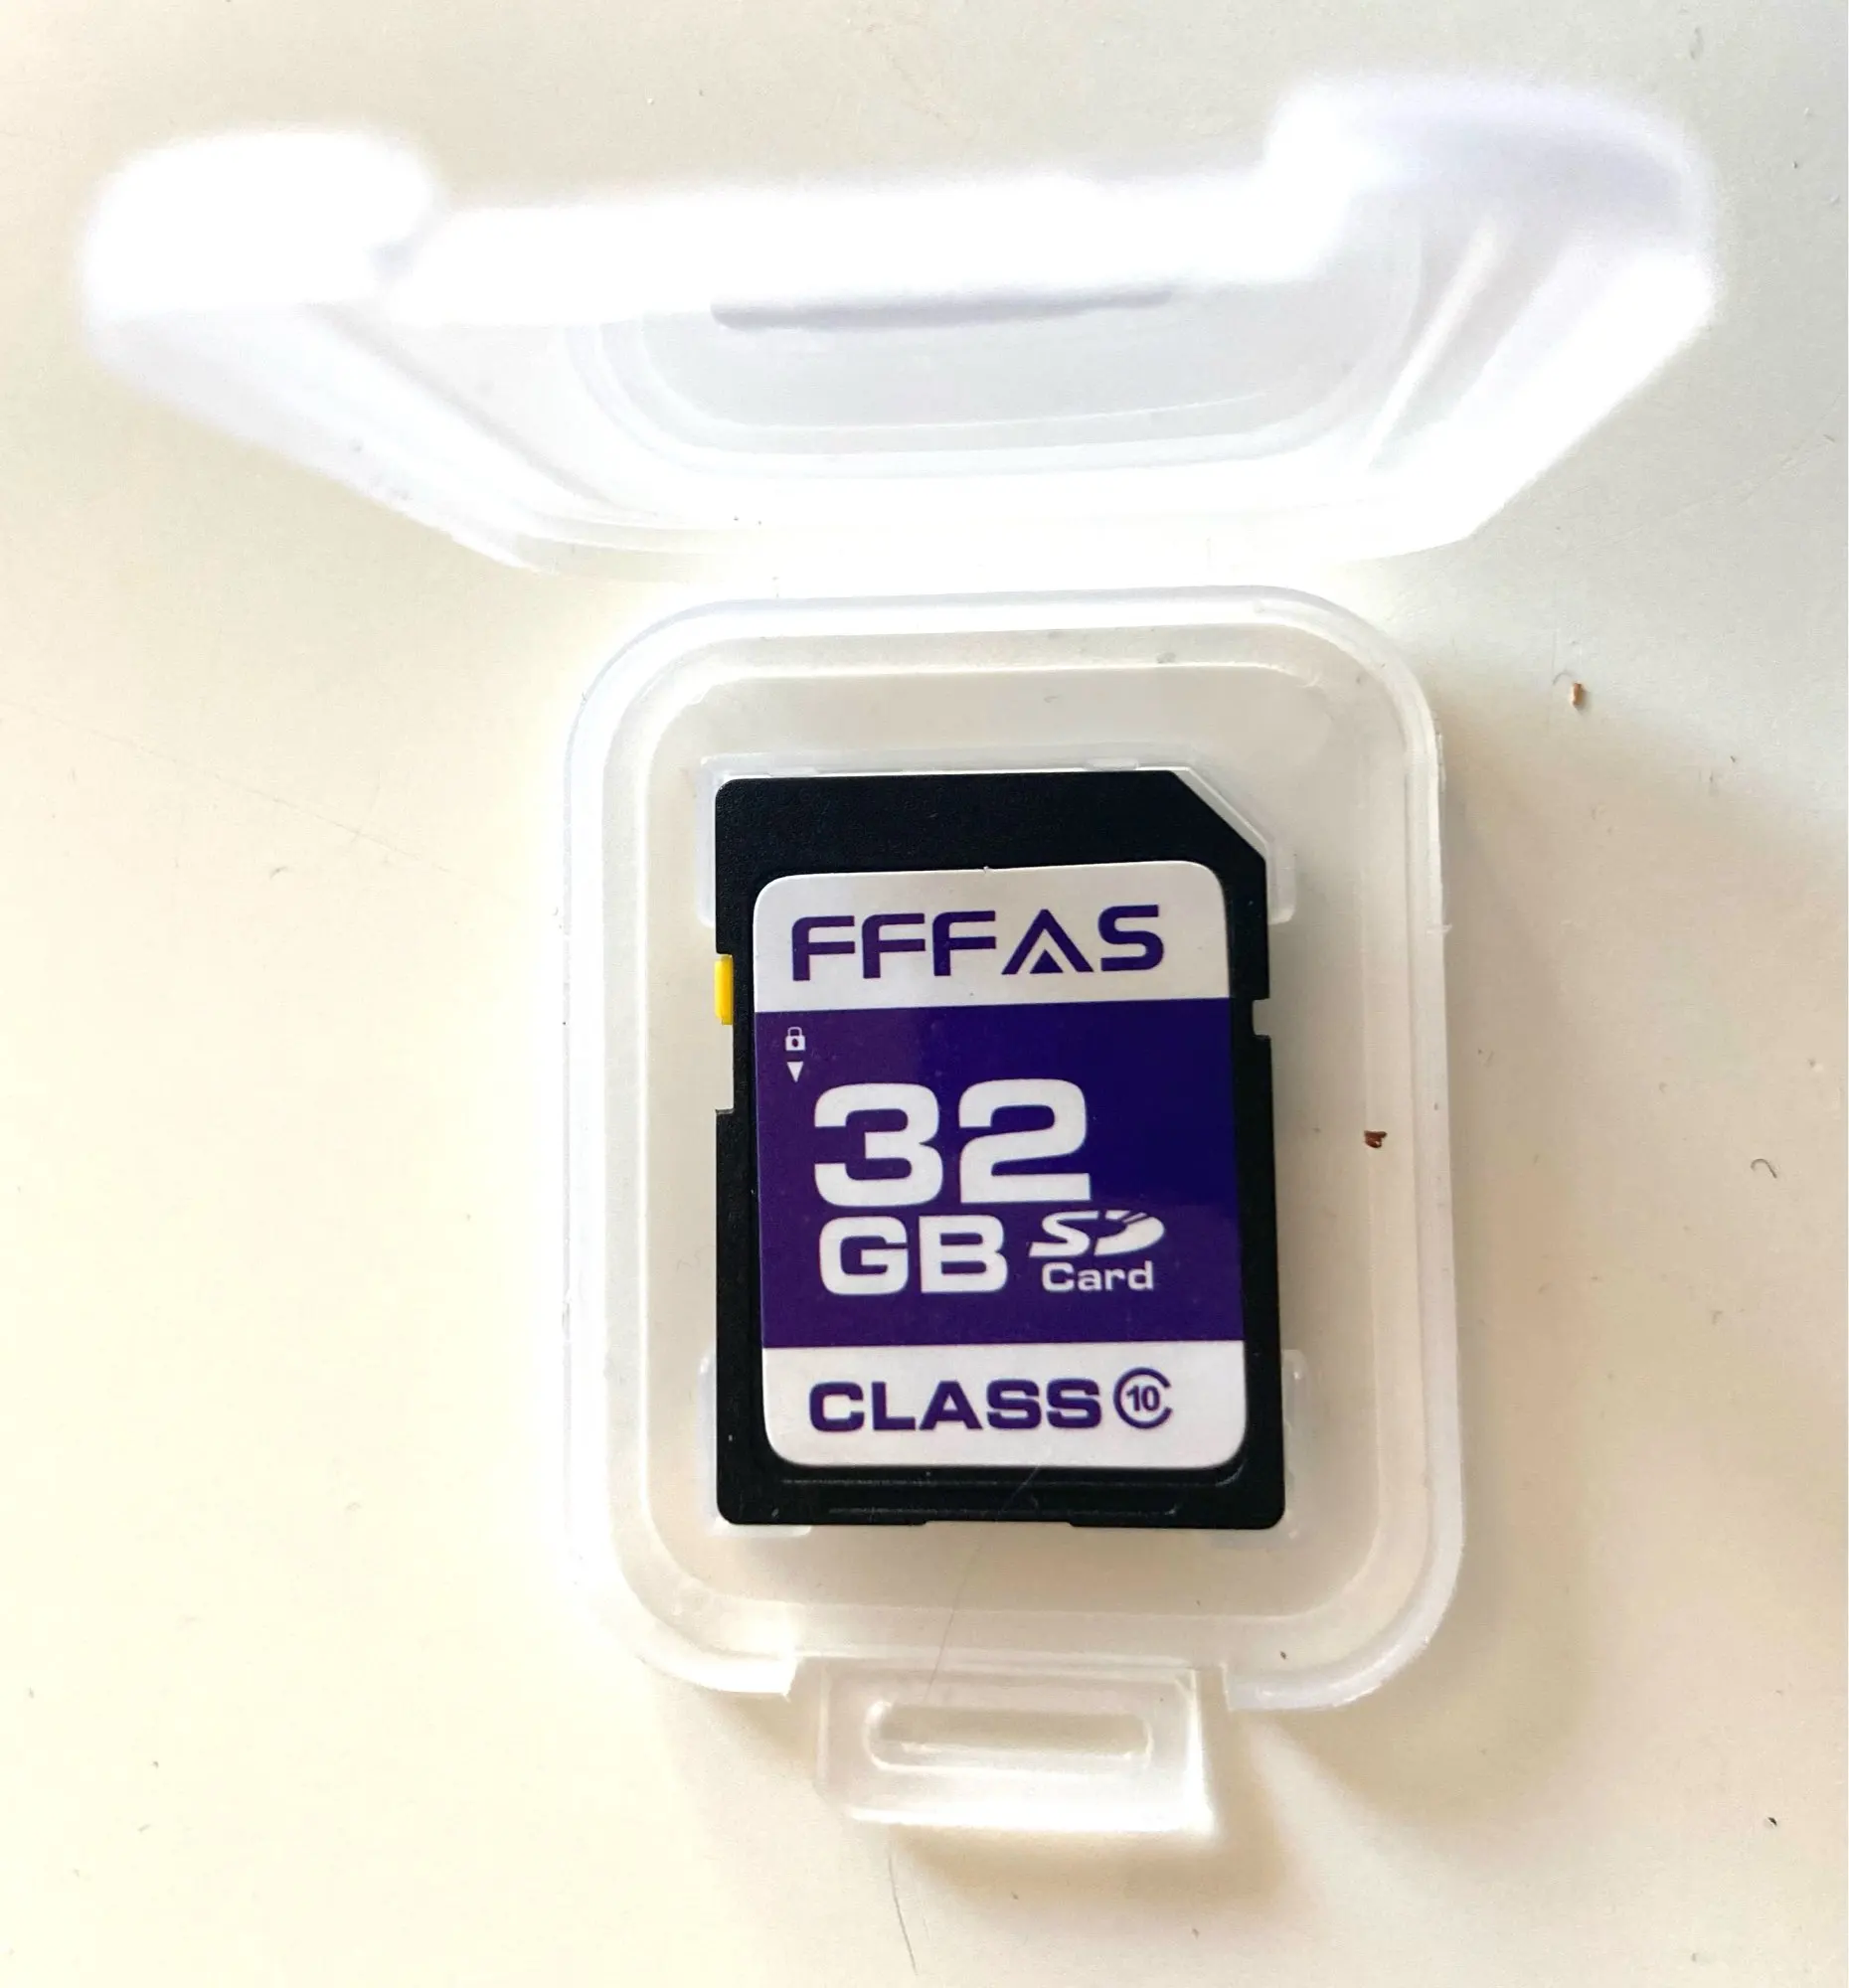 FFFAS
32
GB SD
Card
CLASS 10